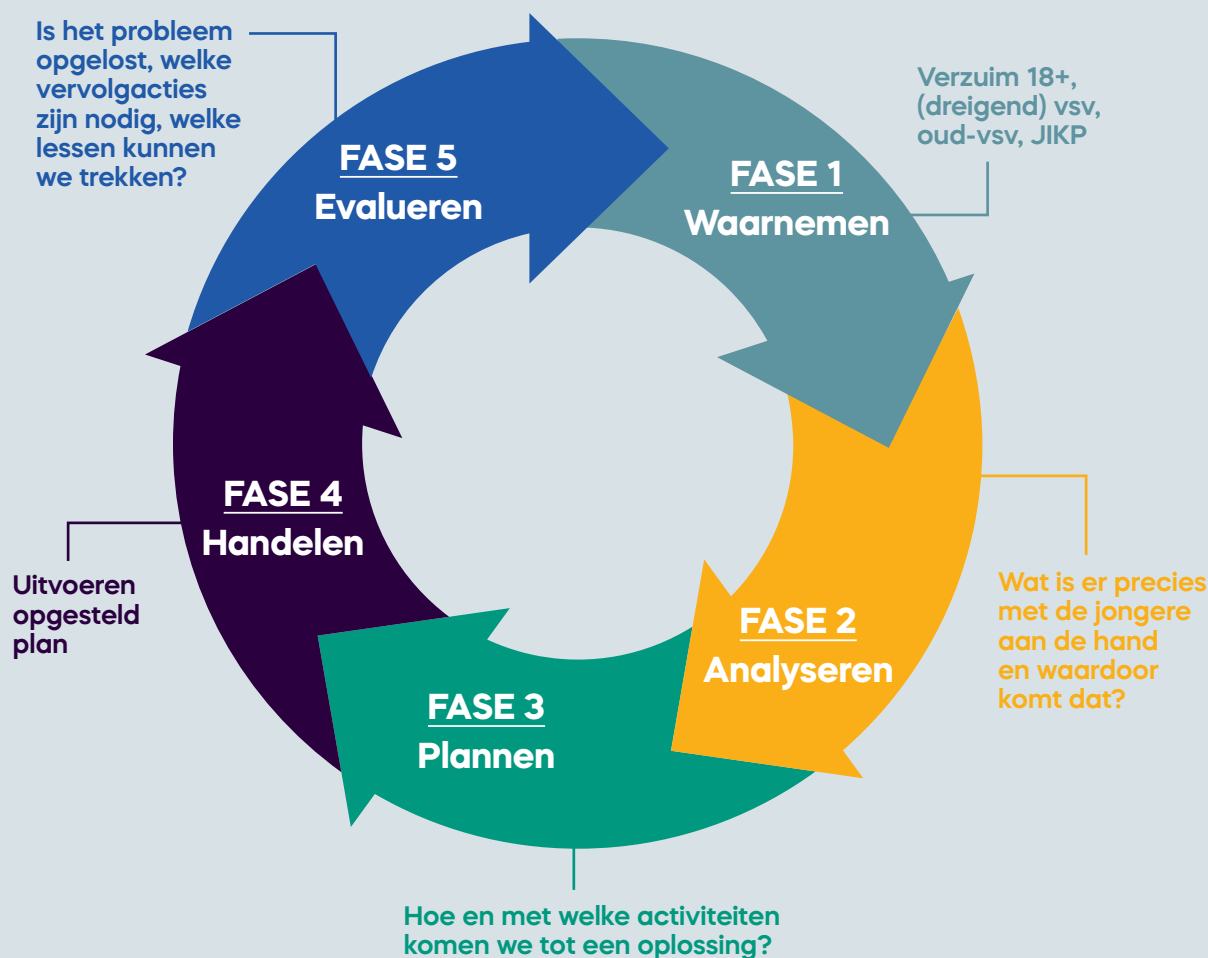 Is het probleem
opgelost, welke
vervolgacties
zijn nodig, welke
lessen kunnen
we trekken?
FASE 5
Evalueren
FASE 1
Waarnemen
Verzuim 18+,
(dreigend) vsv,
oud-vsv, JIKP
FASE 2
Analyseren
Wat is er precies
met de jongere
aan de hand
en waardoor
komt dat?
FASE 3
Plannen
Hoe en met welke activiteiten
komen we tot een oplossing?
FASE 4
Handelen
Uitvoeren
opgesteld
plan